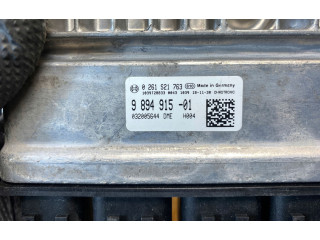 0 261 S21 763 Made in Germany
9 894 915 -01
032005644 DME H004